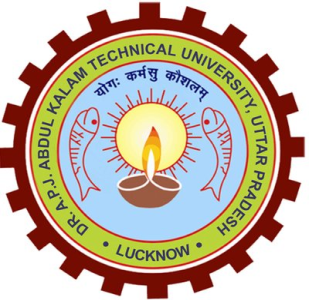 DR. A.P.J. ABDUL KALAM TECHNICAL UNIVERSITY, UTTAR PRADESH
योगः कर्मसु कौशलम्
• LUCKNOW •